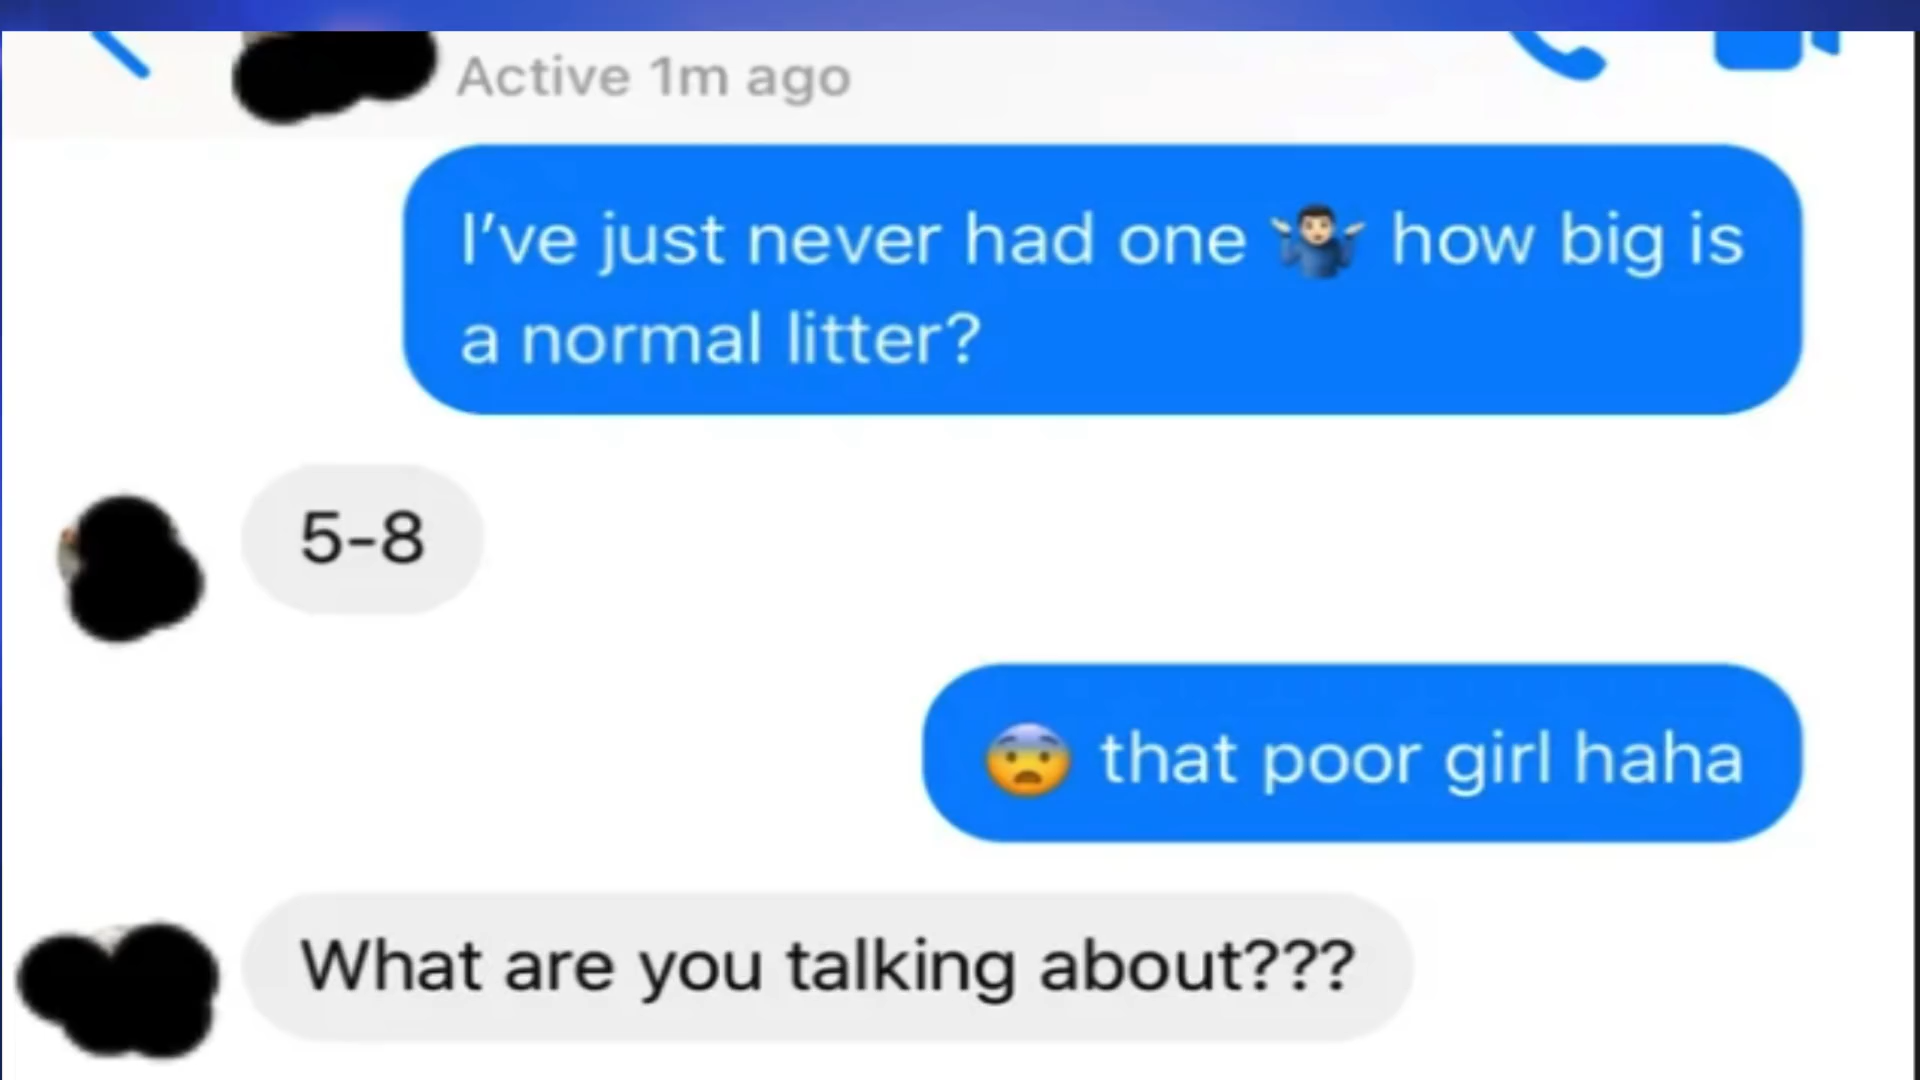 Active 1m ago
I’ve just never had one 🤷🏻‍♂️ how big is
a normal litter?
5-8
😨 that poor girl haha
What are you talking about???